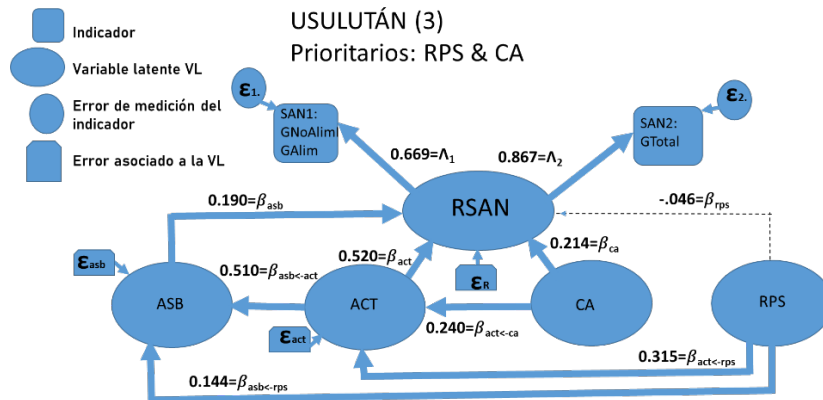 USULUTÁN (3)
Prioritarios: RPS & CA
Indicador
Variable latente VL
Error de medición del
indicador
Error asociado a la VL
ε1.
SAN1:
GNoAliml
GAlim
SAN2:
GTotal
ε2.
0.669=Λ1
0.867=Λ2
RSAN
0.190=βasb
-.046=βrps
0.520=βact
0.214=βca
εasb
0.510=βasb<-act
εR
ASB
ACT
CA
RPS
εact
0.240=βact<-ca
0.315=βact<-rps
0.144=βasb<-rps